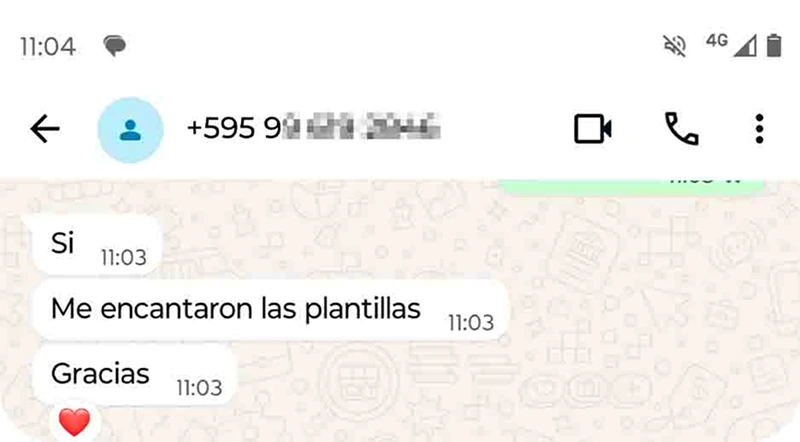 11:04
4G
+595 9
Si 11:03
Me encantaron las plantillas 11:03
Gracias 11:03